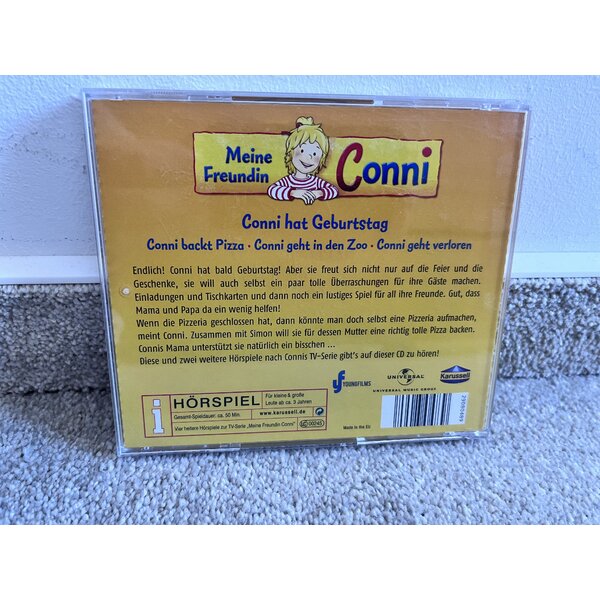 Meine
Freundin
Conni
Conni hat Geburtstag
Conni backt Pizza · Conni geht in den Zoo · Conni geht verloren
Endlich! Conni hat bald Geburtstag! Aber sie freut sich nicht nur auf die Feier und die
Geschenke, sie will auch selbst ein paar tolle Überraschungen für ihre Gäste machen.
Einladungen und Tischkarten und dann noch ein lustiges Spiel für all ihre Freunde. Gut, dass
Mama und Papa da ein wenig helfen!
Wenn die Pizzeria geschlossen hat, dann könnte man doch selbst eine Pizzeria aufmachen,
meint Conni. Zusammen mit Simon will sie für dessen Mutter eine richtig tolle Pizza backen.
Connis Mama unterstützt sie natürlich ein bisschen ...
Diese und zwei weitere Hörspiele nach Connis TV-Serie gibt's auf dieser CD zu hören!
i
HÖRSPIEL
Für kleine & große
Leute ab ca. 3 Jahren
Gesamt-Spieldauer: ca. 50 Min.
www.karussell.de
Vier heitere Hörspiele zur TV-Serie „Meine Freundin Conni“
LC 00245
yf YOUNGFILMS
UNIVERSAL
UNIVERSAL MUSIC GROUP
Karussell
Made in the EU